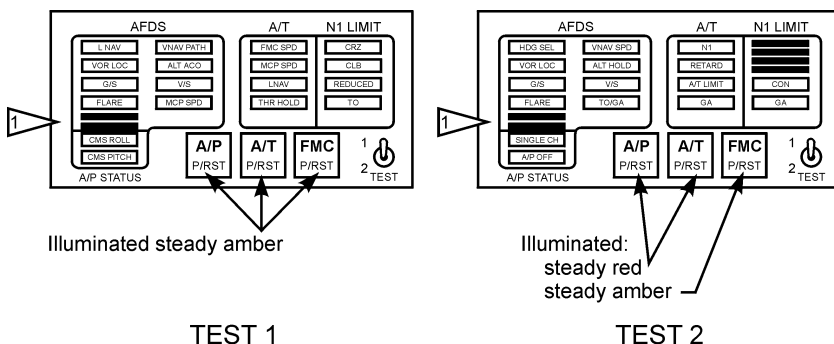 AFDS A/T N1 LIMIT
L NAV VNAV PATH FMC SPD CRZ
VOR LOC ALT ACO MCP SPD CLB
G/S V/S LNAV REDUCED
FLARE MCP SPD THR HOLD TO
1
CMS ROLL
CMS PITCH
A/P STATUS
A/P P/RST
A/T P/RST
FMC P/RST
1
2 TEST
Illuminated steady amber
TEST 1
AFDS A/T N1 LIMIT
HDG SEL VNAV SPD N1
VOR LOC ALT HOLD RETARD
G/S V/S A/T LIMIT CON
FLARE TO/GA GA GA
1
SINGLE CH
A/P OFF
A/P STATUS
A/P P/RST
A/T P/RST
FMC P/RST
1
2 TEST
Illuminated:
steady red
steady amber
TEST 2